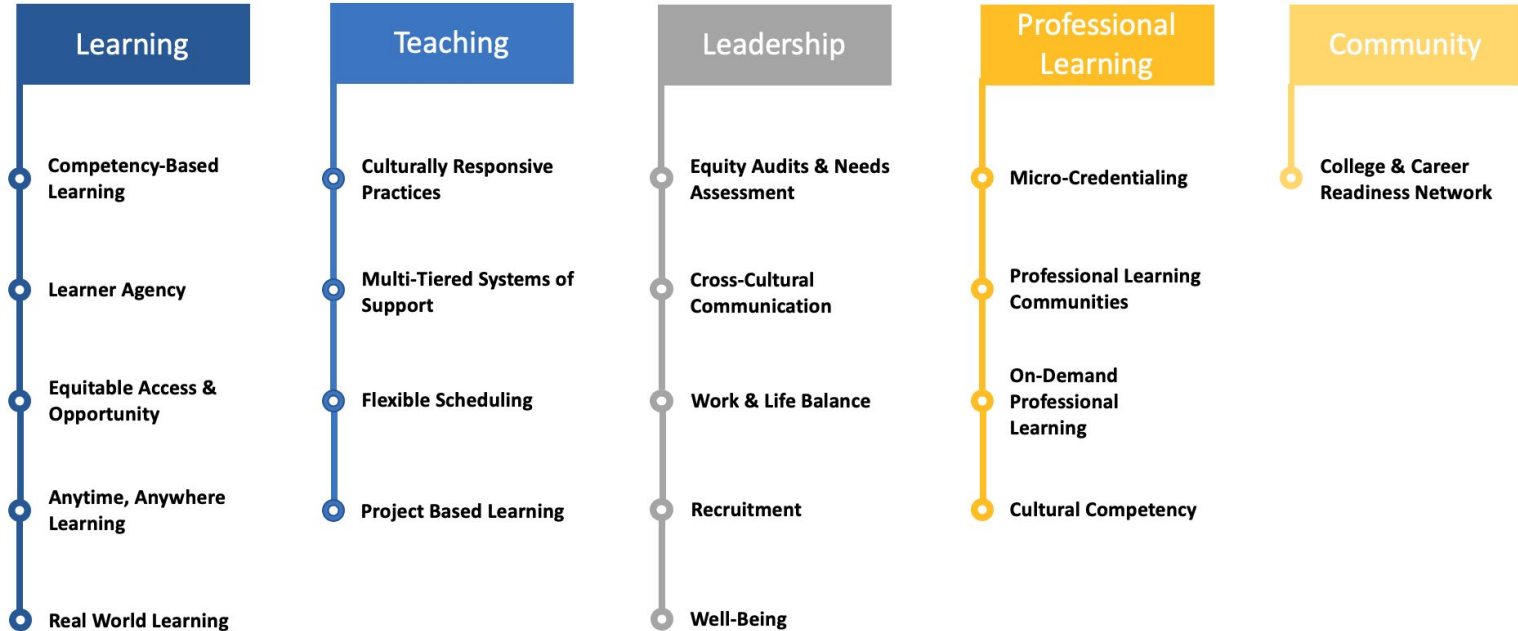 Learning
Competency-Based
Learning
Learner Agency
Equitable Access &
Opportunity
Anytime, Anywhere
Learning
Real World Learning
Teaching
Culturally Responsive
Practices
Multi-Tiered Systems of
Support
Flexible Scheduling
Project Based Learning
Leadership
Equity Audits & Needs
Assessment
Cross-Cultural
Communication
Work & Life Balance
Recruitment
Well-Being
Professional
Learning
Micro-Credentialing
Professional Learning
Communities
On-Demand
Professional
Learning
Cultural Competency
Community
College & Career
Readiness Network